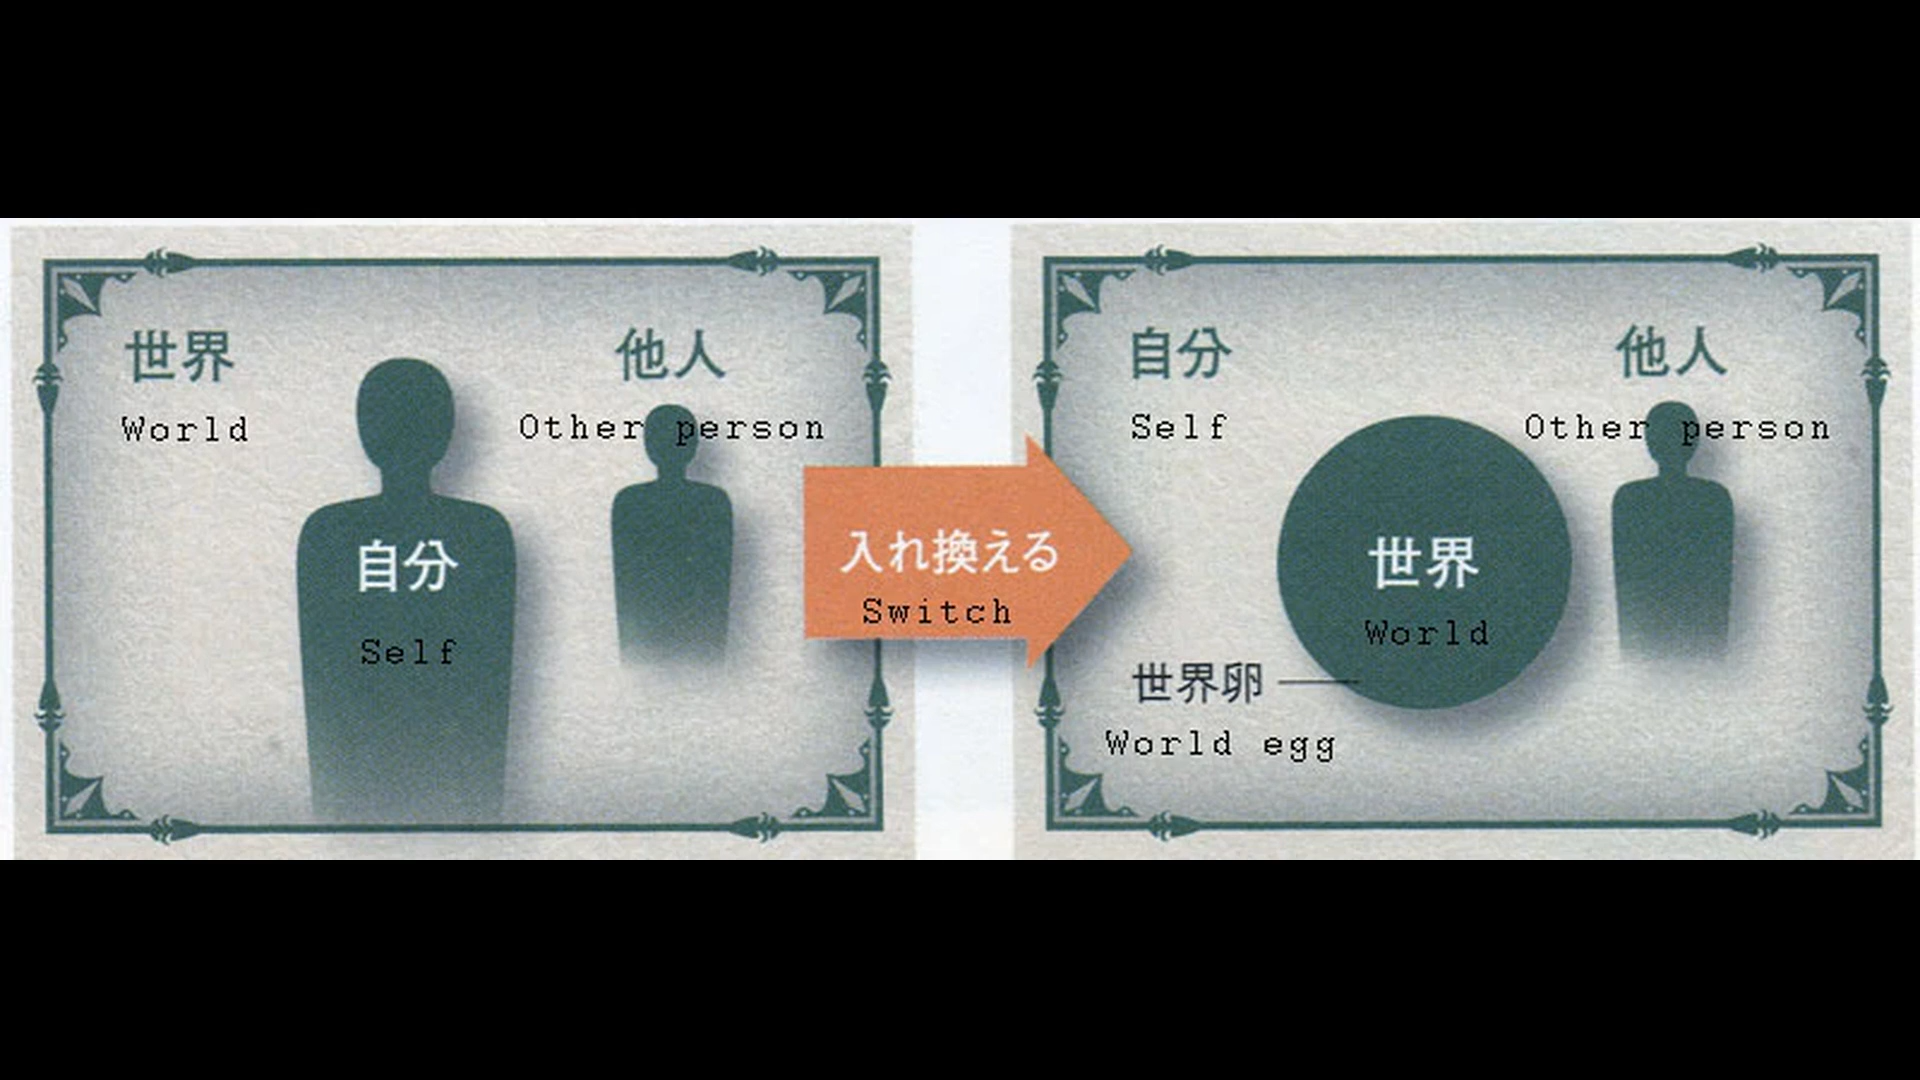 世界
World
他人
Other person
自分
Self
入れ換える
Switch
自分
Self
他人
Other person
世界
World
世界卵
World egg